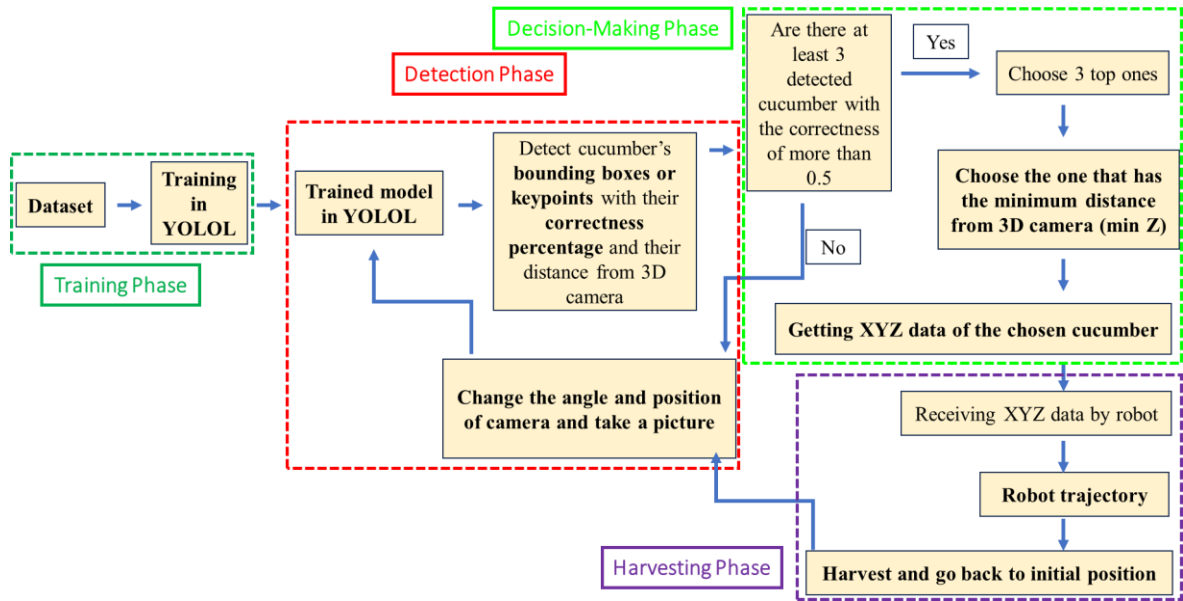 Decision-Making Phase
Detection Phase
Training Phase
Dataset
Training
in
YOLOL
Trained model
in YOLOL
Detect cucumber's
bounding boxes or
keypoints with their
correctness
percentage and their
distance from 3D
camera
Change the angle and position
of camera and take a picture
Are there at
least 3
detected
cucumber with
the correctness
of more than
0.5
Yes
No
Choose 3 top ones
Choose the one that has
the minimum distance
from 3D camera (min Z)
Getting XYZ data of the chosen cucumber
Receiving XYZ data by robot
Robot trajectory
Harvest and go back to initial position
Harvesting Phase